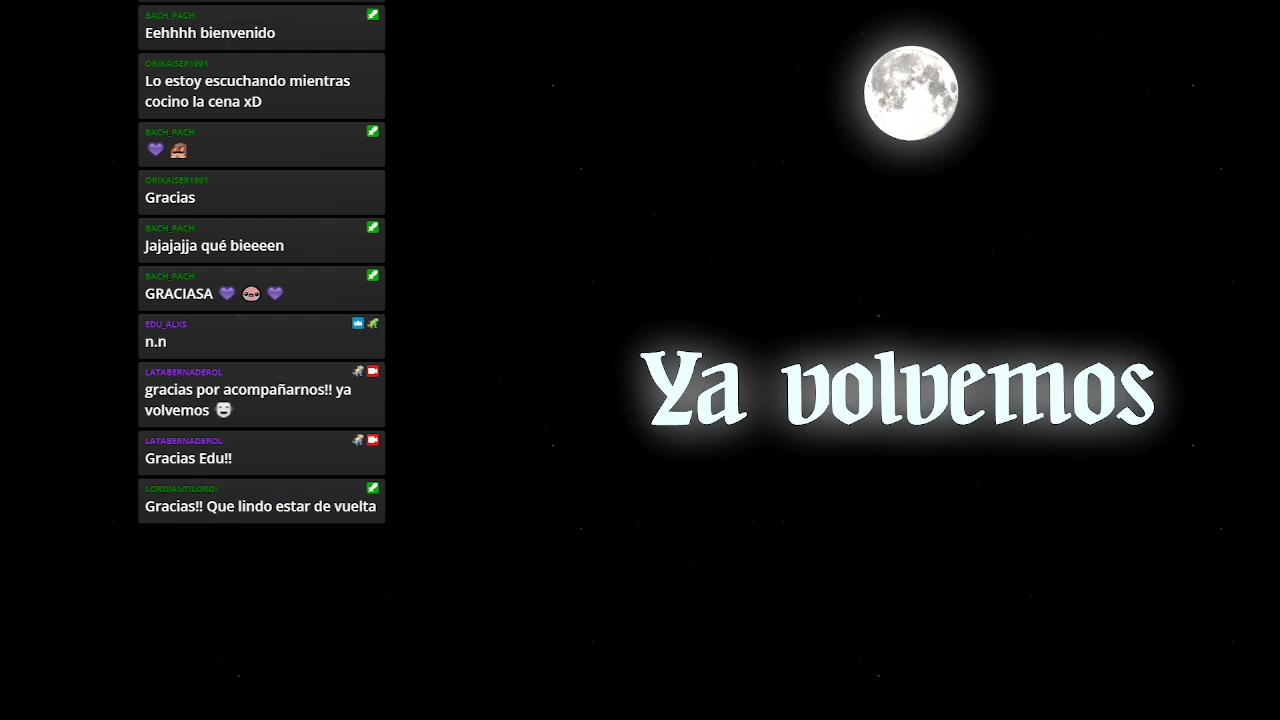 BACH_PACH
Eehhhh bienvenido
ORIKAISER1991
Lo estoy escuchando mientras
cocino la cena xD
BACH_PACH
ORIKAISER1991
Gracias
BACH_PACH
Jajajajja qué bieeeen
BACH_PACH
GRACIASA
EDU_ALXS
n.n
LATABERNADEROL
gracias por acompañarnos!! ya
volvemos
LATABERNADEROL
Gracias Edu!!
LORDIANTILORDI
Gracias!! Que lindo estar de vuelta
Ya volvemos